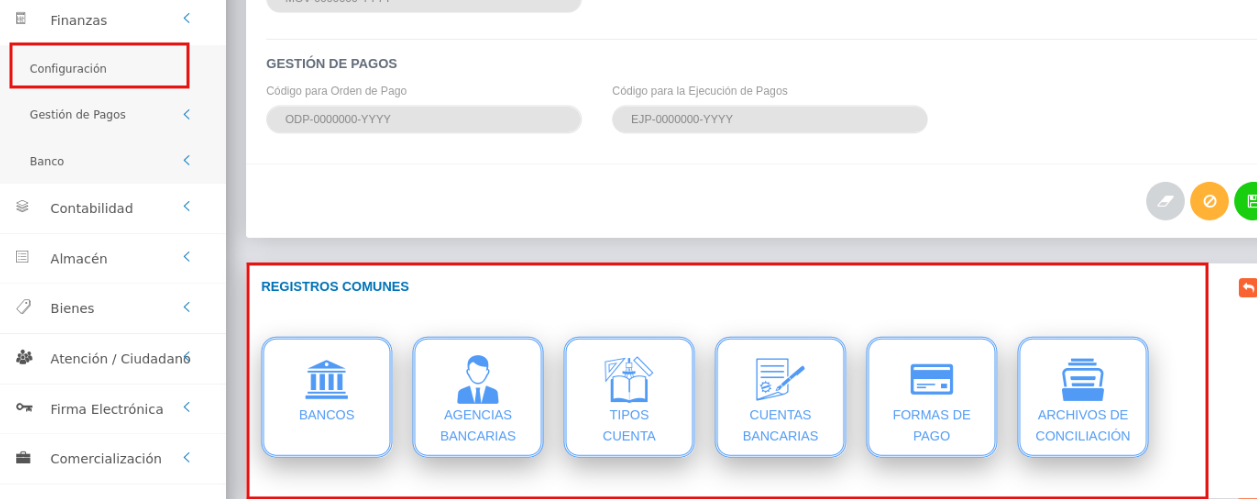 Finanzas
Configuración
Gestión de Pagos
Banco
Contabilidad
Almacén
Bienes
Atención / Ciudadano
Firma Electrónica
Comercialización
GESTIÓN DE PAGOS
Código para Orden de Pago
Código para la Ejecución de Pagos
ODP-0000000-YYYY
EJP-0000000-YYYY
REGISTROS COMUNES
BANCOS
AGENCIAS
BANCARIAS
TIPOS
CUENTA
CUENTAS
BANCARIAS
FORMAS DE
PAGO
ARCHIVOS DE
CONCILIACIÓN